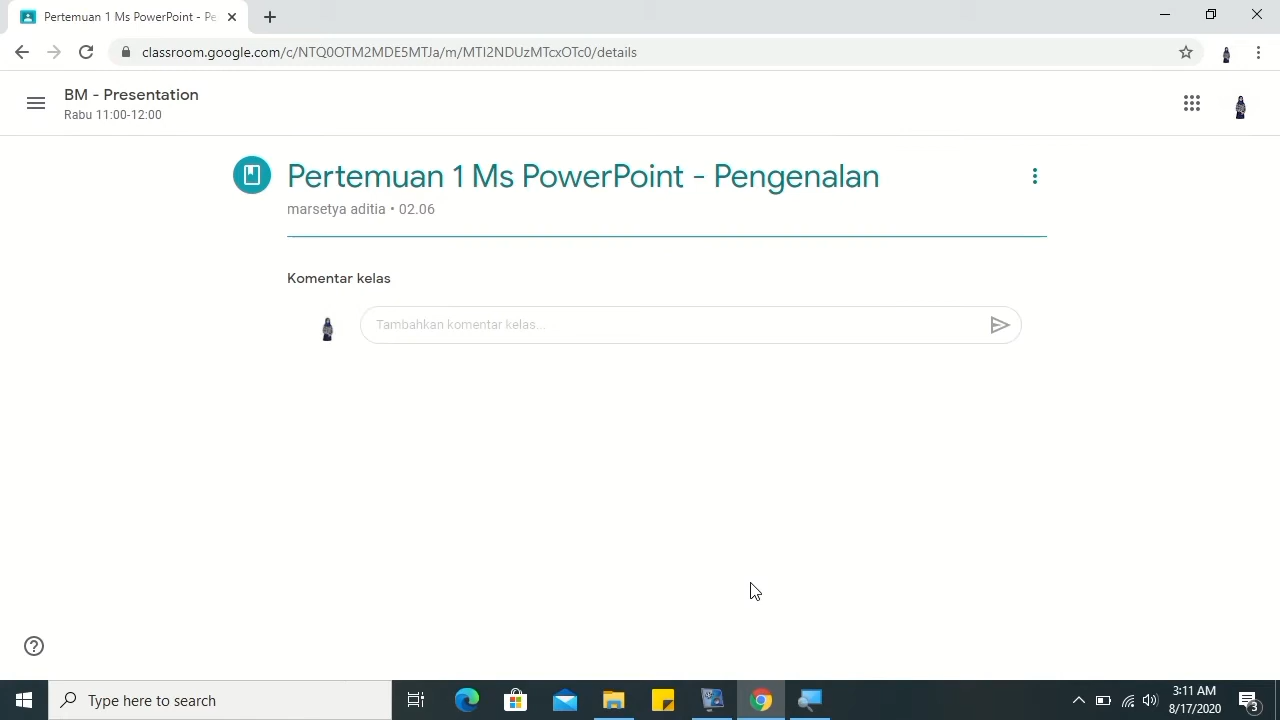 Pertemuan 1 Ms PowerPoint - Pe
classroom.google.com/c/NTQ0OTM2MDE5MTJa/m/MTI2NDUzMTcxOTc0/details
BM - Presentation
Rabu 11:00-12:00
Pertemuan 1 Ms PowerPoint - Pengenalan
marsetya aditia • 02.06
Komentar kelas
Tambahkan komentar kelas...
Type here to search
3:11 AM
8/17/2020
3